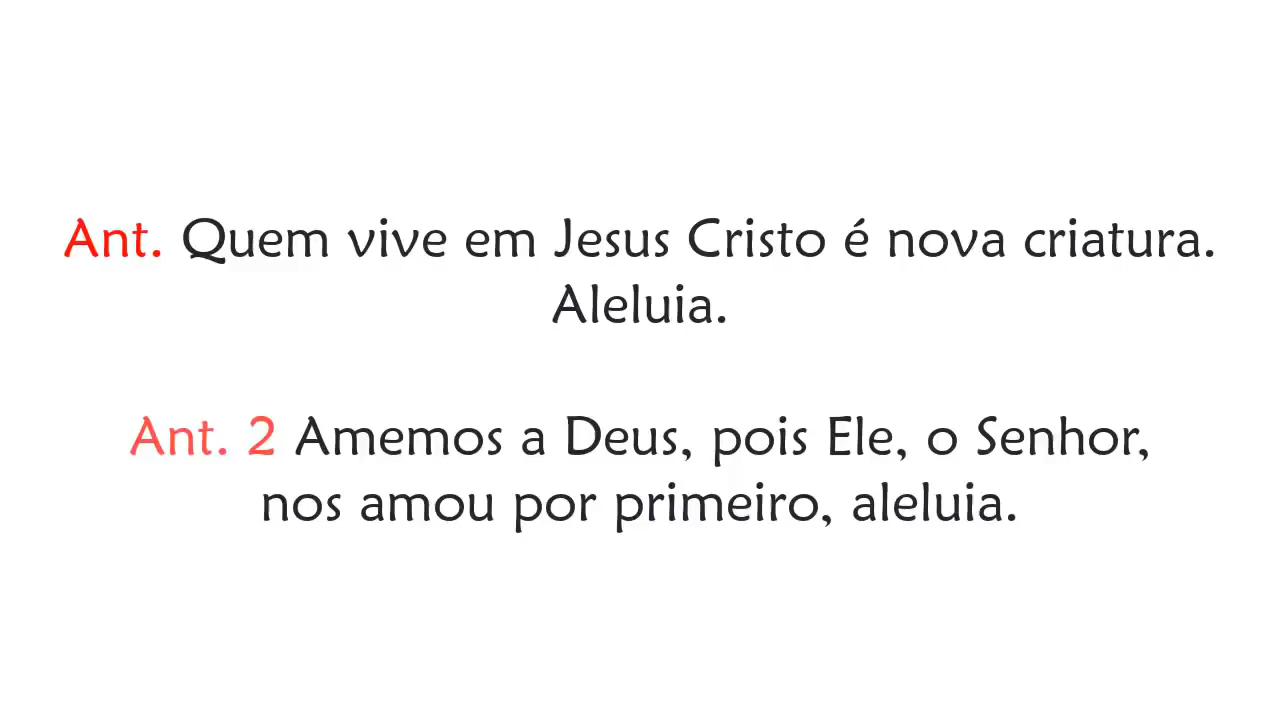 Ant. Quem vive em Jesus Cristo é nova criatura.
Aleluia.
Ant. 2 Amemos a Deus, pois Ele, o Senhor,
nos amou por primeiro, aleluia.